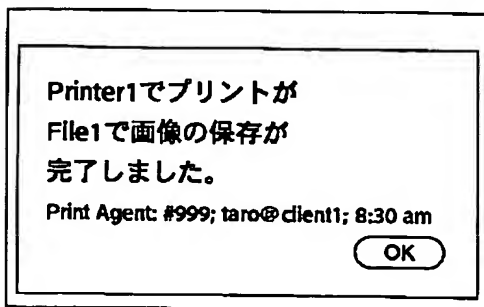 Printer1でプリントが
File1で画像の保存が
完了しました。
Print Agent: #999; taro@client1; 8:30 am
OK